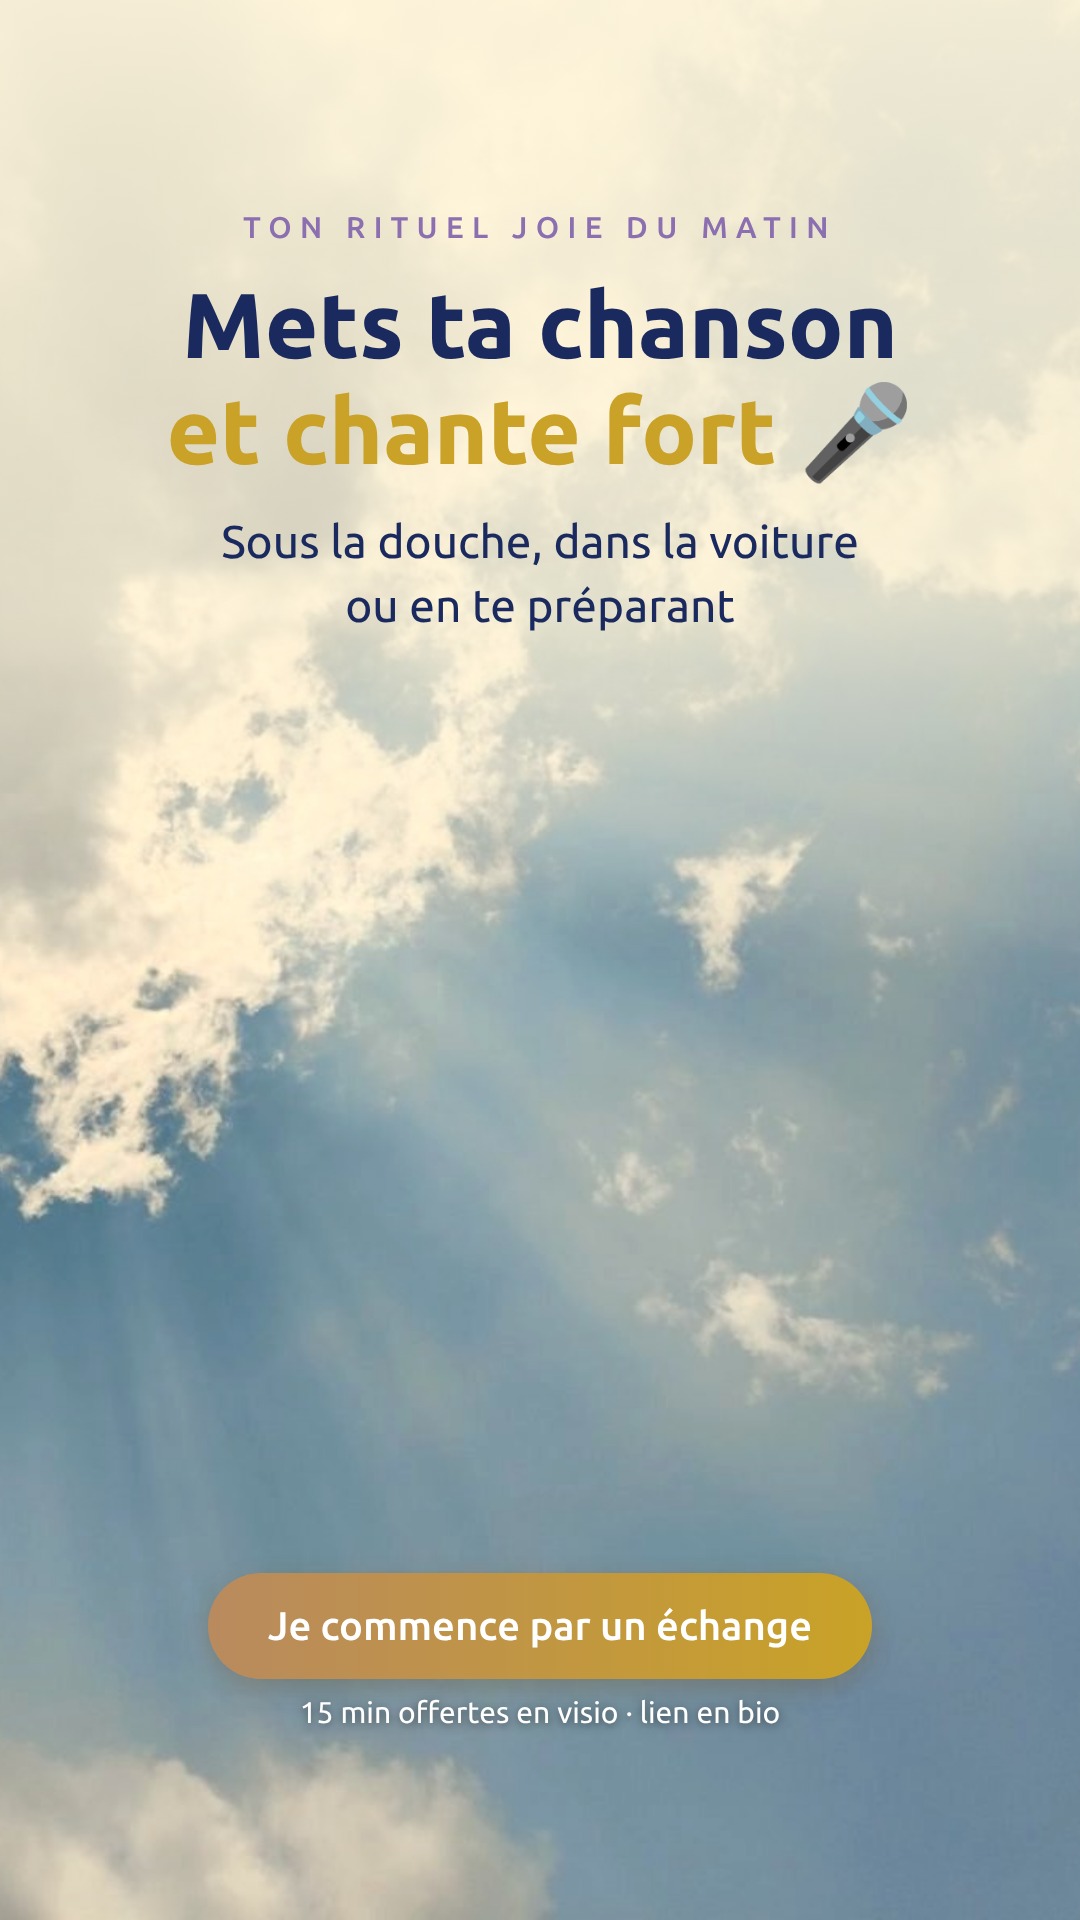 TON RITUEL JOIE DU MATIN
Mets ta chanson
et chante fort 🎤
Sous la douche, dans la voiture
ou en te préparant
Je commence par un échange
15 min offertes en visio · lien en bio